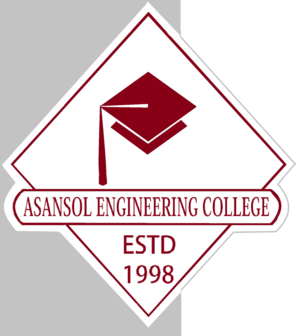 ASANSOL ENGINEERING COLLEGE
ESTD
1998